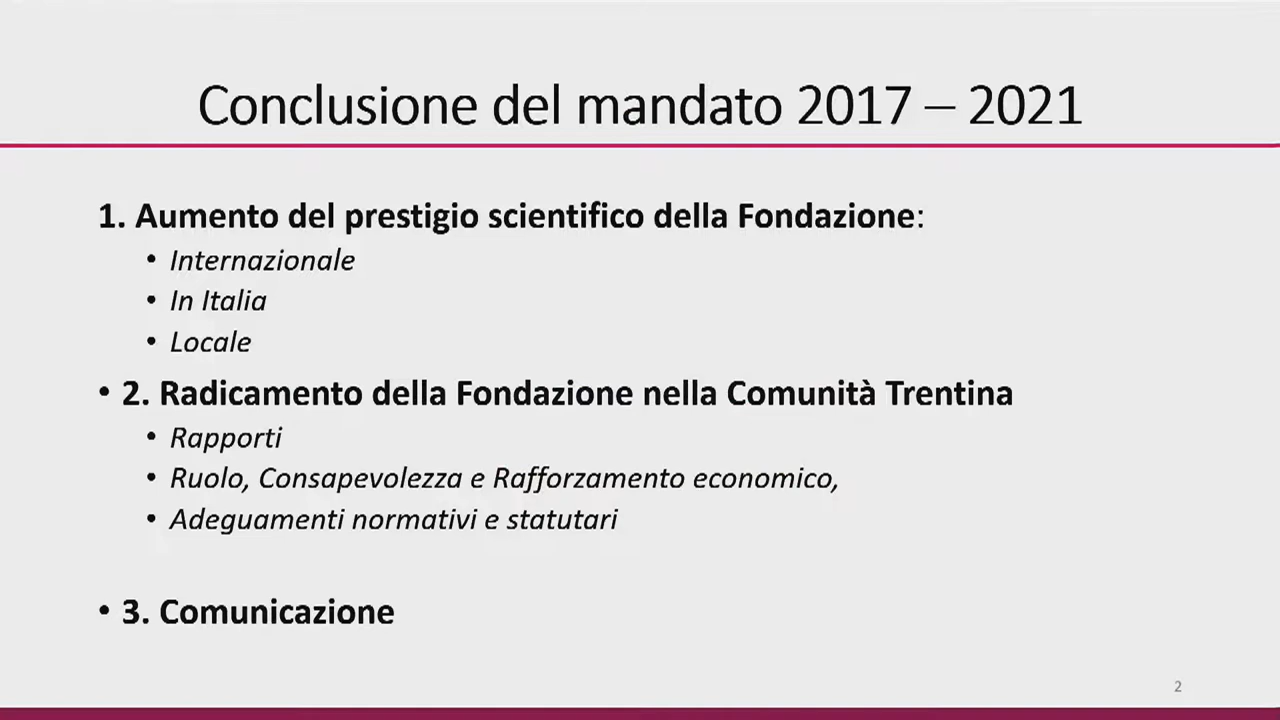 Conclusione del mandato 2017 – 2021
1. Aumento del prestigio scientifico della Fondazione:
• Internazionale
• In Italia
• Locale
• 2. Radicamento della Fondazione nella Comunità Trentina
• Rapporti
• Ruolo, Consapevolezza e Rafforzamento economico,
• Adeguamenti normativi e statutari
• 3. Comunicazione
2